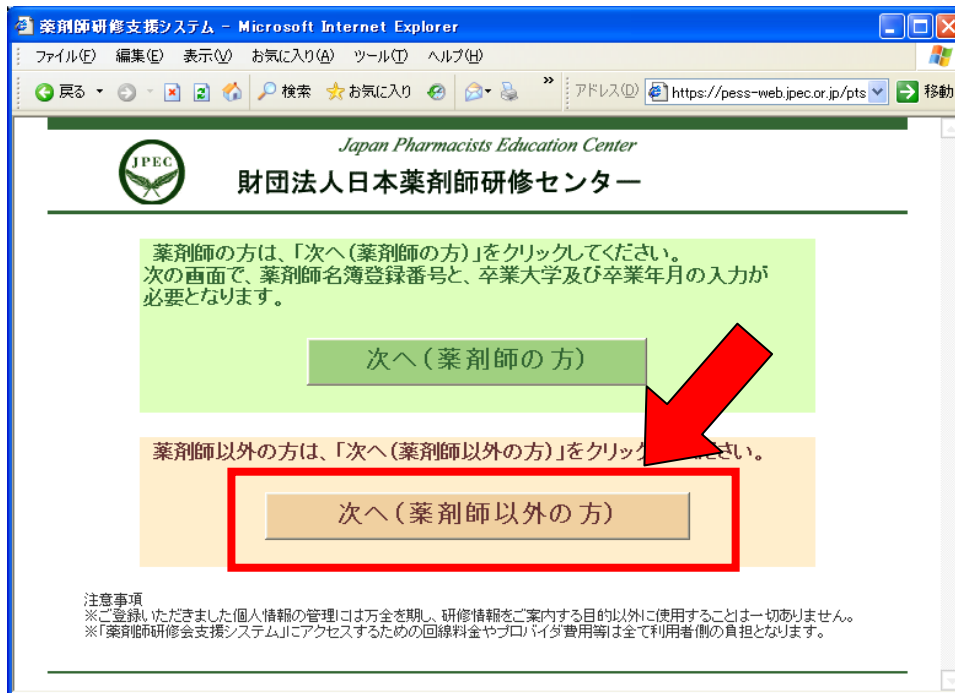 薬剤師研修支援システム - Microsoft Internet Explorer
ファイル(F) 編集(E) 表示(V) お気に入り(A) ツール(T) ヘルプ(H)
戻る 検索 お気に入り » アドレス(D) https://pess-web.jpec.or.jp/pts 移動
JPEC
Japan Pharmacists Education Center
財団法人日本薬剤師研修センター
薬剤師の方は、「次へ(薬剤師の方)」をクリックしてください。
次の画面で、薬剤師名簿登録番号と、卒業大学及び卒業年月の入力が
必要となります。
次へ(薬剤師の方)
薬剤師以外の方は、「次へ(薬剤師以外の方)」をクリッ ださい。
次へ(薬剤師以外の方)
注意事項
※ご登録いただきました個人情報の管理には万全を期し、研修情報をご案内する目的以外に使用することは一切ありません。
※「薬剤師研修会支援システム」にアクセスするための回線料金やプロバイダ費用等は全て利用者側の負担となります。